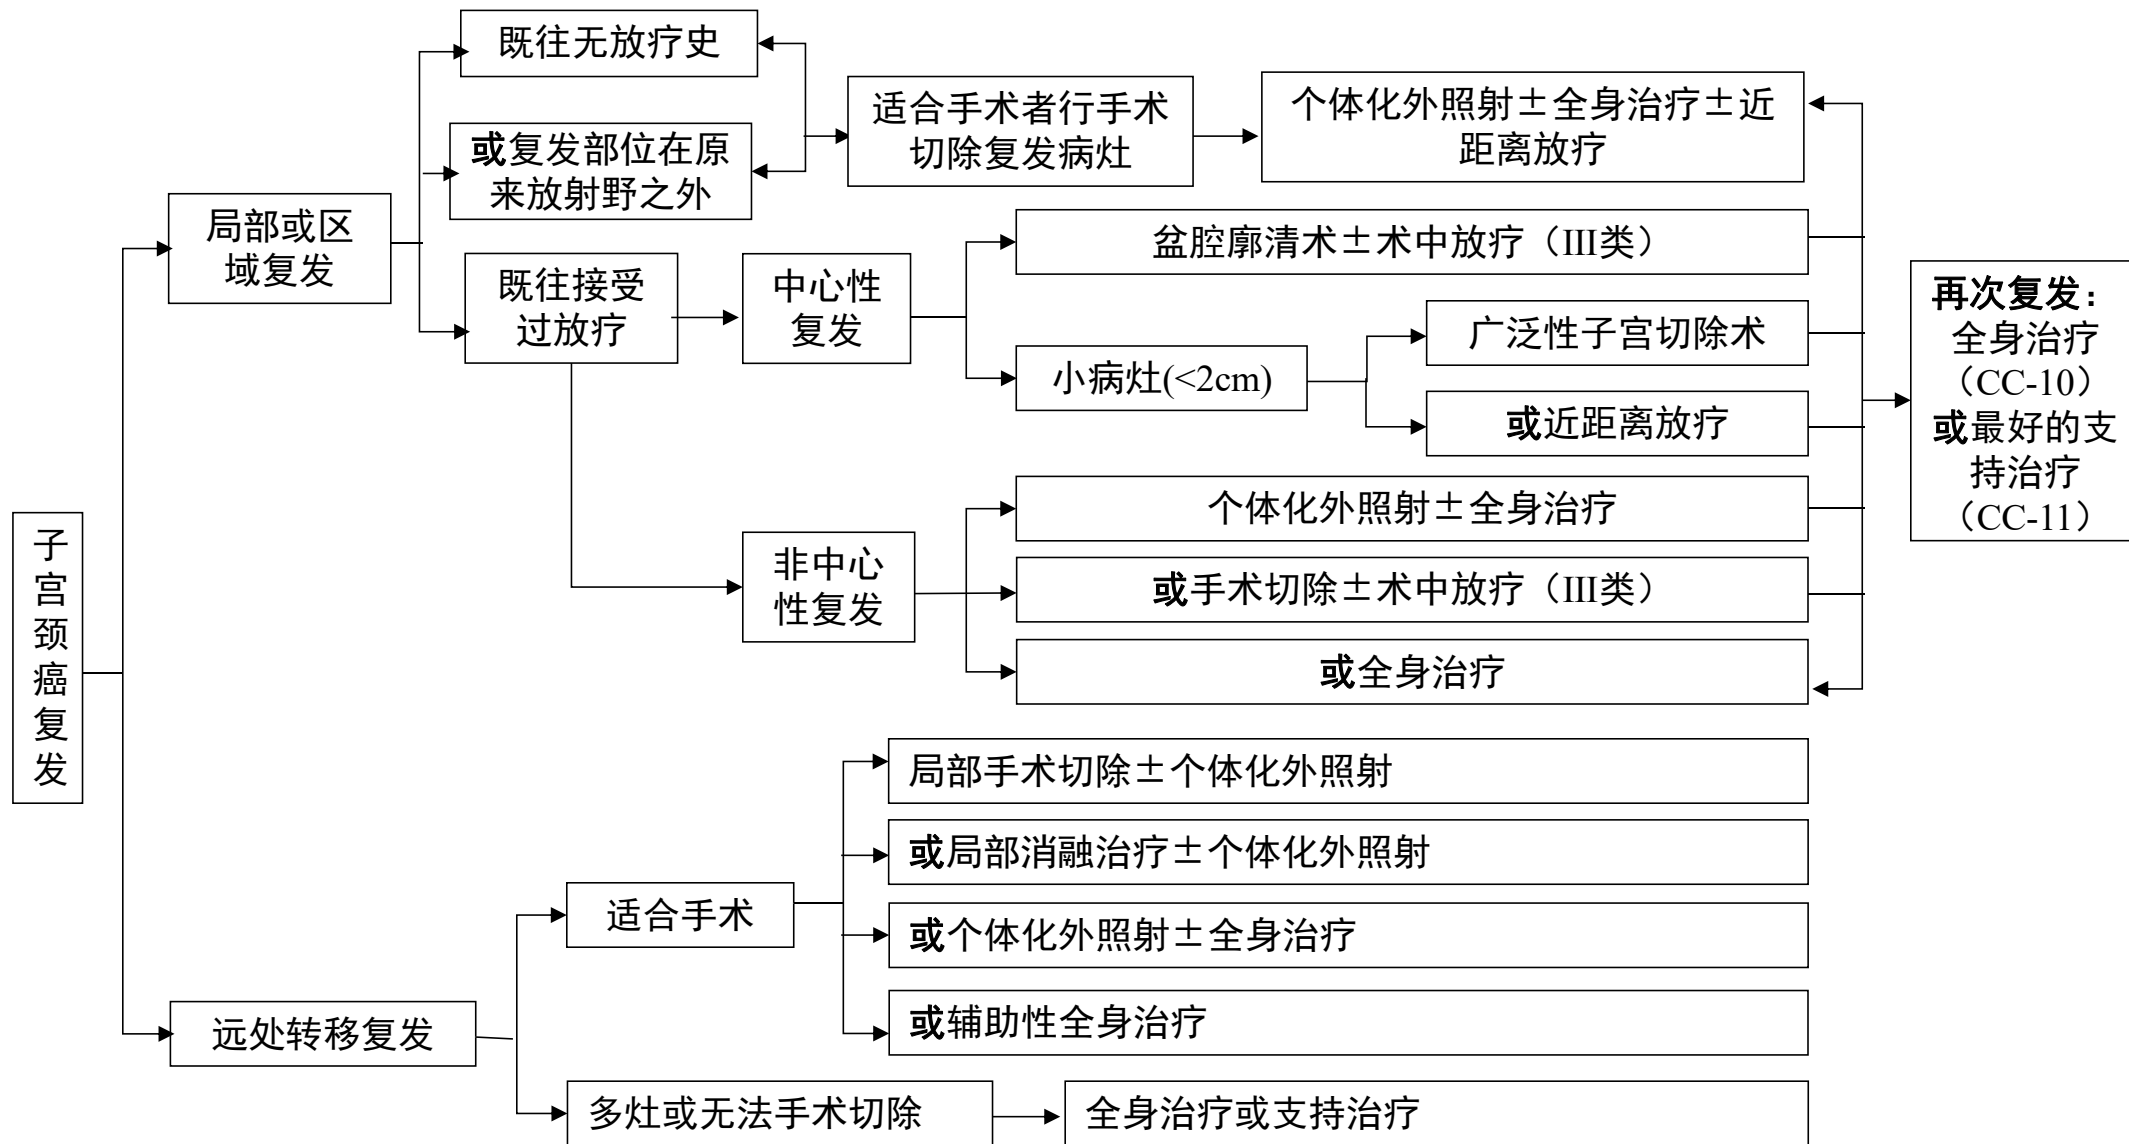 既往无放疗史
或复发部位在原
来放射野之外
适合手术者行手术
切除复发病灶
个体化外照射±全身治疗±近
距离放疗
局部或区
域复发
既往接受
过放疗
中心性
复发
盆腔廓清术±术中放疗（III类）
小病灶(<2cm)
广泛性子宫切除术
或近距离放疗
再次复发：
全身治疗
（CC-10）
或最好的支
持治疗
（CC-11）
非中心
性复发
个体化外照射±全身治疗
或手术切除±术中放疗（III类）
或全身治疗
子宫颈癌复发
远处转移复发
适合手术
局部手术切除±个体化外照射
或局部消融治疗±个体化外照射
或个体化外照射±全身治疗
或辅助性全身治疗
多灶或无法手术切除
全身治疗或支持治疗